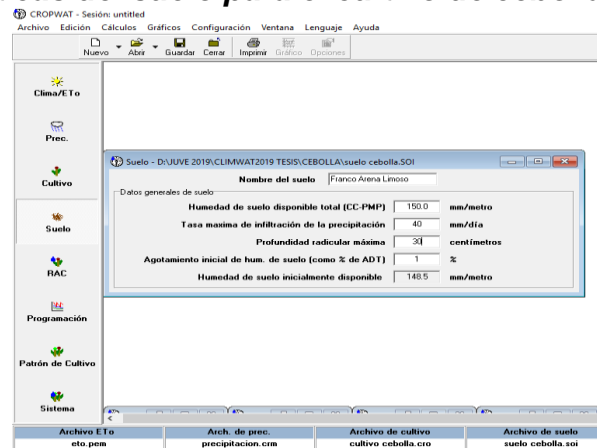 CROPWAT - Sesión: untitled
Archivo Edición Cálculos Gráficos Configuración Ventana Lenguaje Ayuda
Nuevo Abrir Guardar Cerrar Imprimir Gráfico Opciones
Clima/ETo
Prec.
Cultivo
Suelo
RAC
Programación
Patrón de Cultivo
Sistema
Suelo - D:\JUVE 2019\CLIMWAT2019 TESIS\CEBOLLA\suelo cebolla.SOI
Nombre del suelo Franco Arena Limoso
Datos generales de suelo
Humedad de suelo disponible total (CC-PMP) 150.0 mm/metro
Tasa maxima de infiltración de la precipitación 40 mm/día
Profundidad radicular máxima 30 centímetros
Agotamiento inicial de hum. de suelo (como % de ADT) 1 %
Humedad de suelo inicialmente disponible 148.5 mm/metro
Archivo ETo Arch. de prec. Archivo de cultivo Archivo de suelo
eto.pem precipitacion.crm cultivo cebolla.cro suelo cebolla.soi